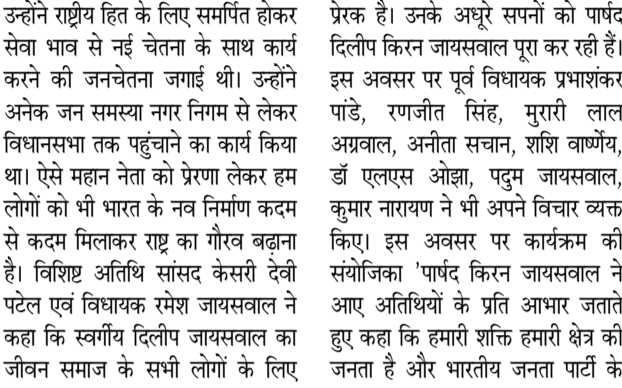 उन्होंने राष्ट्रीय हित के लिए समर्पित होकर
सेवा भाव से नई चेतना के साथ कार्य
करने की जनचेतना जगाई थी। उन्होंने
अनेक जन समस्या नगर निगम से लेकर
विधानसभा तक पहुंचाने का कार्य किया
था। ऐसे महान नेता को प्रेरणा लेकर हम
लोगों को भी भारत के नव निर्माण कदम
से कदम मिलाकर राष्ट्र का गौरव बढ़ाना
है। विशिष्ट अतिथि सांसद केसरी देवी
पटेल एवं विधायक रमेश जायसवाल ने
कहा कि स्वर्गीय दिलीप जायसवाल का
जीवन समाज के सभी लोगों के लिए
प्रेरक है। उनके अधूरे सपनों को पार्षद
दिलीप किरन जायसवाल पूरा कर रही हैं।
इस अवसर पर पूर्व विधायक प्रभाशंकर
पांडे, रणजीत सिंह, मुरारी लाल
अग्रवाल, अनीता सचान, शशि वार्ष्णेय,
डॉ एलएस ओझा, पदुम जायसवाल,
कुमार नारायण ने भी अपने विचार व्यक्त
किए। इस अवसर पर कार्यक्रम की
संयोजिका 'पार्षद किरन जायसवाल ने
आए अतिथियों के प्रति आभार जताते
हुए कहा कि हमारी शक्ति हमारी क्षेत्र की
जनता है और भारतीय जनता पार्टी के